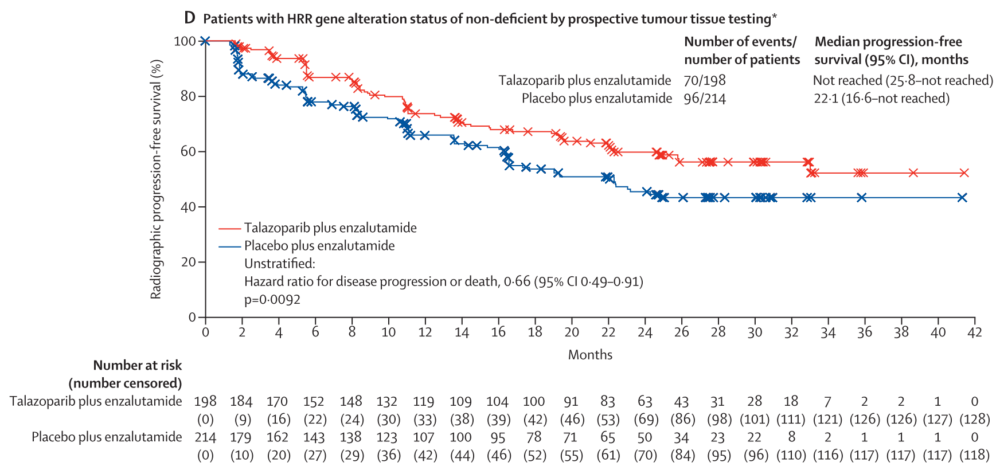 D Patients with HRR gene alteration status of non-deficient by prospective tumour tissue testing*
Number of events/ number of patients
Median progression-free survival (95% CI), months
Talazoparib plus enzalutamide 70/198 Not reached (25·8–not reached)
Placebo plus enzalutamide 96/214 22·1 (16·6–not reached)
Radiographic progression-free survival (%)
100
80
60
40
20
0
Talazoparib plus enzalutamide
Placebo plus enzalutamide
Unstratified:
Hazard ratio for disease progression or death, 0·66 (95% CI 0·49–0·91)
p=0·0092
0 2 4 6 8 10 12 14 16 18 20 22 24 26 28 30 32 34 36 38 40 42
Months
Number at risk
(number censored)
Talazoparib plus enzalutamide 198 184 170 152 148 132 119 109 104 100 91 83 63 43 31 28 18 7 2 2 1 0
(0) (9) (16) (22) (24) (30) (33) (38) (39) (42) (46) (53) (69) (86) (98) (101) (111) (121) (126) (126) (127) (128)
Placebo plus enzalutamide 214 179 162 143 138 123 107 100 95 78 71 65 50 34 23 22 8 2 1 1 1 0
(0) (10) (20) (27) (29) (36) (42) (44) (46) (52) (55) (61) (70) (84) (95) (96) (110) (116) (117) (117) (117) (118)